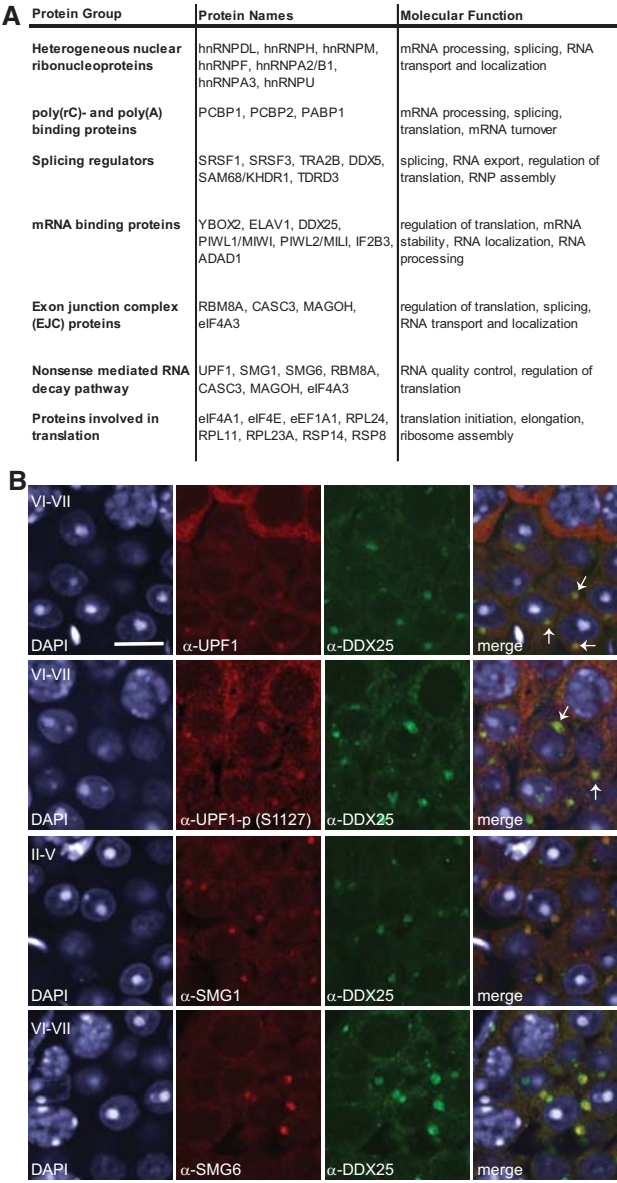 A
Protein Group Protein Names Molecular Function
Heterogeneous nuclear hnRNPDL, hnRNPH, hnRNPM, mRNA processing, splicing, RNA
ribonucleoproteins hnRNPF, hnRNPA2/B1, transport and localization
hnRNPA3, hnRNPU
poly(rC)- and poly(A) PCBP1, PCBP2, PABP1 mRNA processing, splicing,
binding proteins translation, mRNA turnover
Splicing regulators SRSF1, SRSF3, TRA2B, DDX5, splicing, RNA export, regulation of
SAM68/KHDR1, TDRD3 translation, RNP assembly
mRNA binding proteins YBOX2, ELAV1, DDX25, regulation of translation, mRNA
PIWL1/MIWI, PIWL2/MILI, IF2B3, stability, RNA localization, RNA
ADAD1 processing
Exon junction complex RBM8A, CASC3, MAGOH, regulation of translation, splicing,
(EJC) proteins eIF4A3 RNA transport and localization
Nonsense mediated RNA UPF1, SMG1, SMG6, RBM8A, RNA quality control, regulation of
decay pathway CASC3, MAGOH, eIF4A3 translation
Proteins involved in eIF4A1, eIF4E, eEF1A1, RPL24, translation initiation, elongation,
translation RPL11, RPL23A, RSP14, RSP8 ribosome assembly
B
VI-VII
DAPI α-UPF1 α-DDX25 merge
VI-VII
DAPI α-UPF1-p (S1127) α-DDX25 merge
II-V
DAPI α-SMG1 α-DDX25 merge
VI-VII
DAPI α-SMG6 α-DDX25 merge